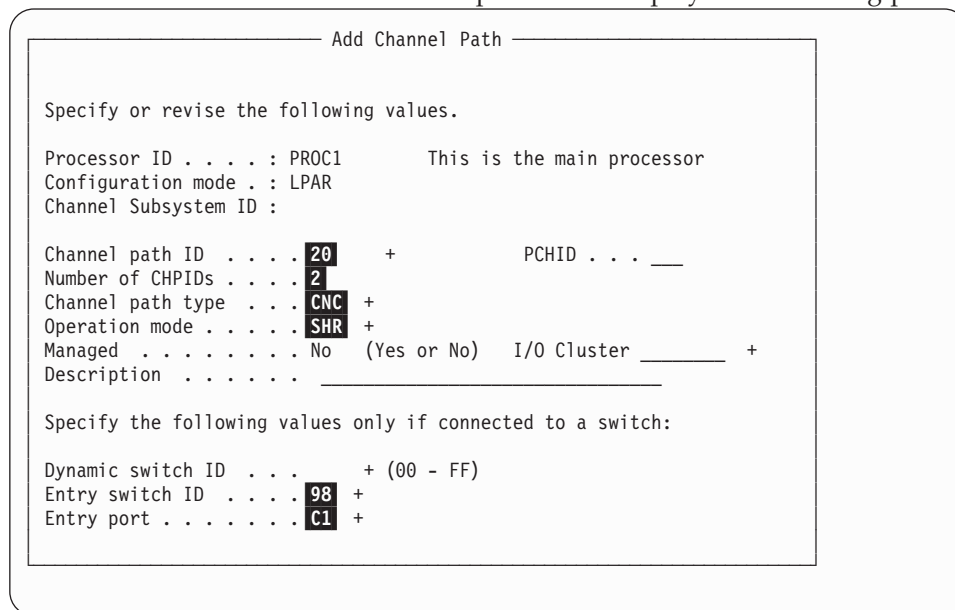 Add Channel Path
Specify or revise the following values.
Processor ID . . . . : PROC1 This is the main processor
Configuration mode . : LPAR
Channel Subsystem ID :
Channel path ID . . . . 20 + PCHID . . . ___
Number of CHPIDs . . . . 2
Channel path type . . . CNC +
Operation mode . . . . . SHR +
Managed . . . . . . . . No (Yes or No) I/O Cluster ________ +
Description . . . . . . ________________________________
Specify the following values only if connected to a switch:
Dynamic switch ID . . . + (00 - FF)
Entry switch ID . . . . 98 +
Entry port . . . . . . . C1 +